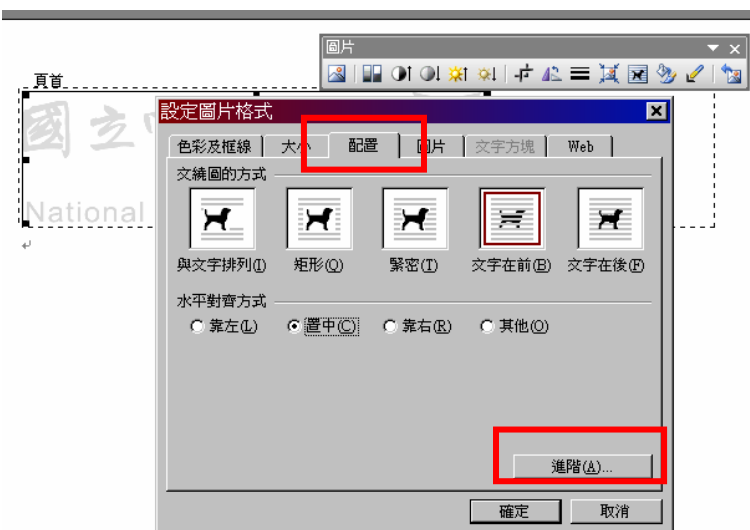 圖片
頁首
國立
National
設定圖片格式
色彩及框線 大小 配置 圖片 文字方塊 Web
文繞圖的方式
與文字排列(I) 矩形(Q) 緊密(T) 文字在前(B) 文字在後(F)
水平對齊方式
靠左(L) 置中(C) 靠右(R) 其他(O)
進階(A)...
確定 取消